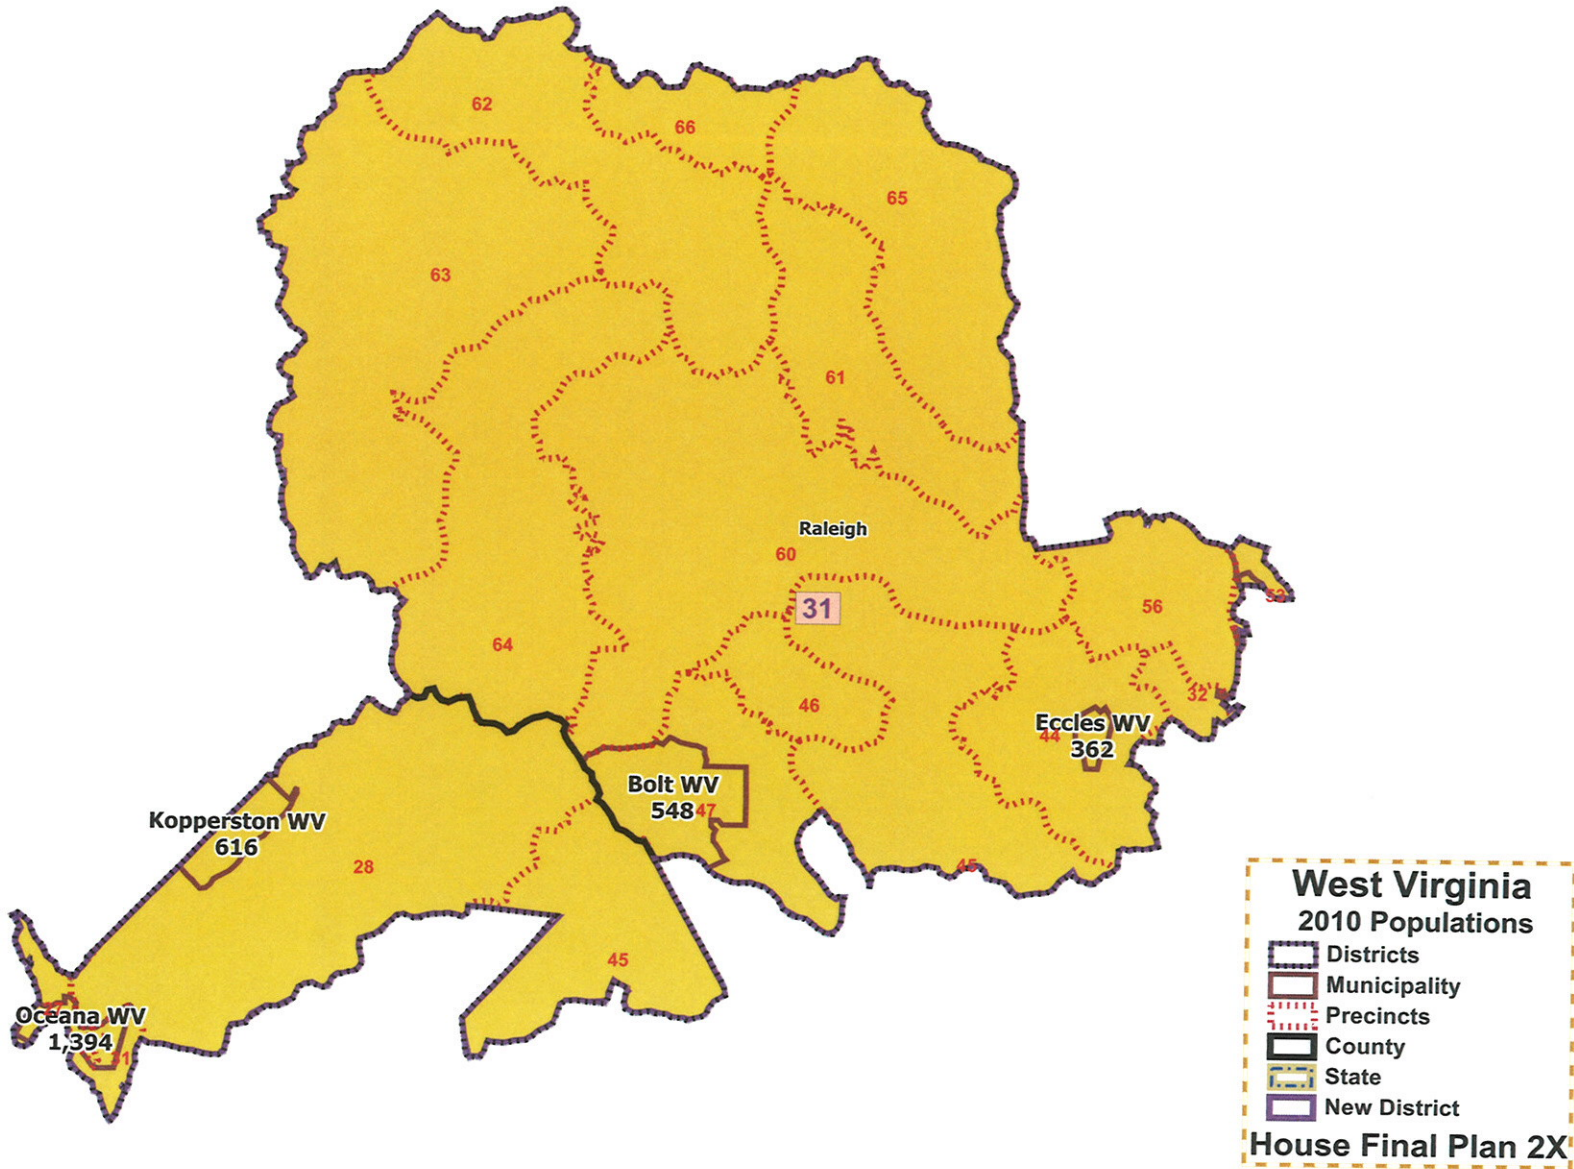 62
66
65
63
61
Raleigh
60
31
56
52
64
46
32
Eccles WV
44
362
Bolt WV
548
47
Kopperston WV
616
28
45
45
Oceana WV
1,394
31
West Virginia
2010 Populations
Districts
Municipality
Precincts
County
State
New District
House Final Plan 2X